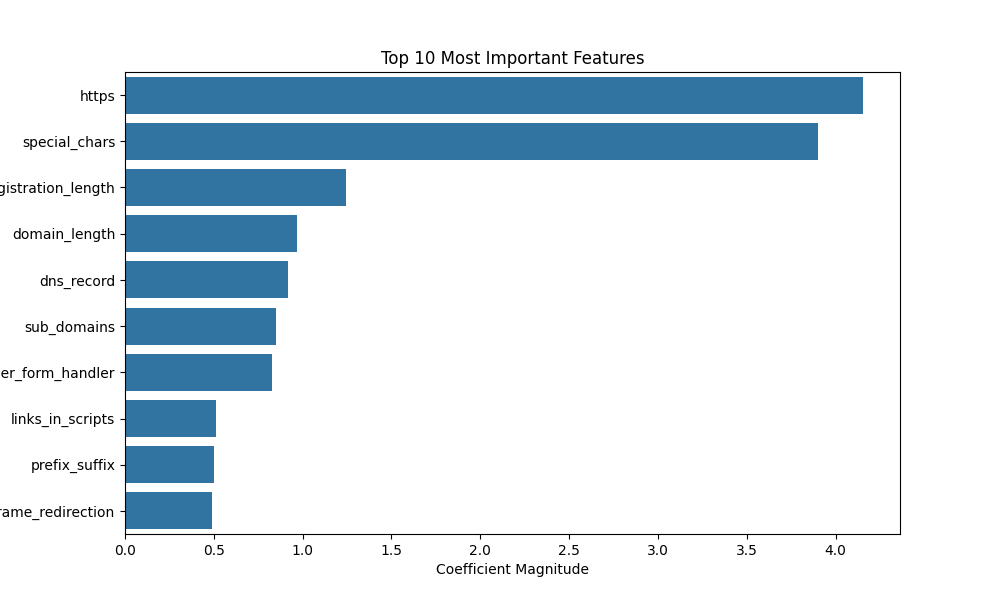 Top 10 Most Important Features
https
special_chars
gistration_length
domain_length
dns_record
sub_domains
er_form_handler
links_in_scripts
prefix_suffix
rame_redirection
0.0 0.5 1.0 1.5 2.0 2.5 3.0 3.5 4.0
Coefficient Magnitude